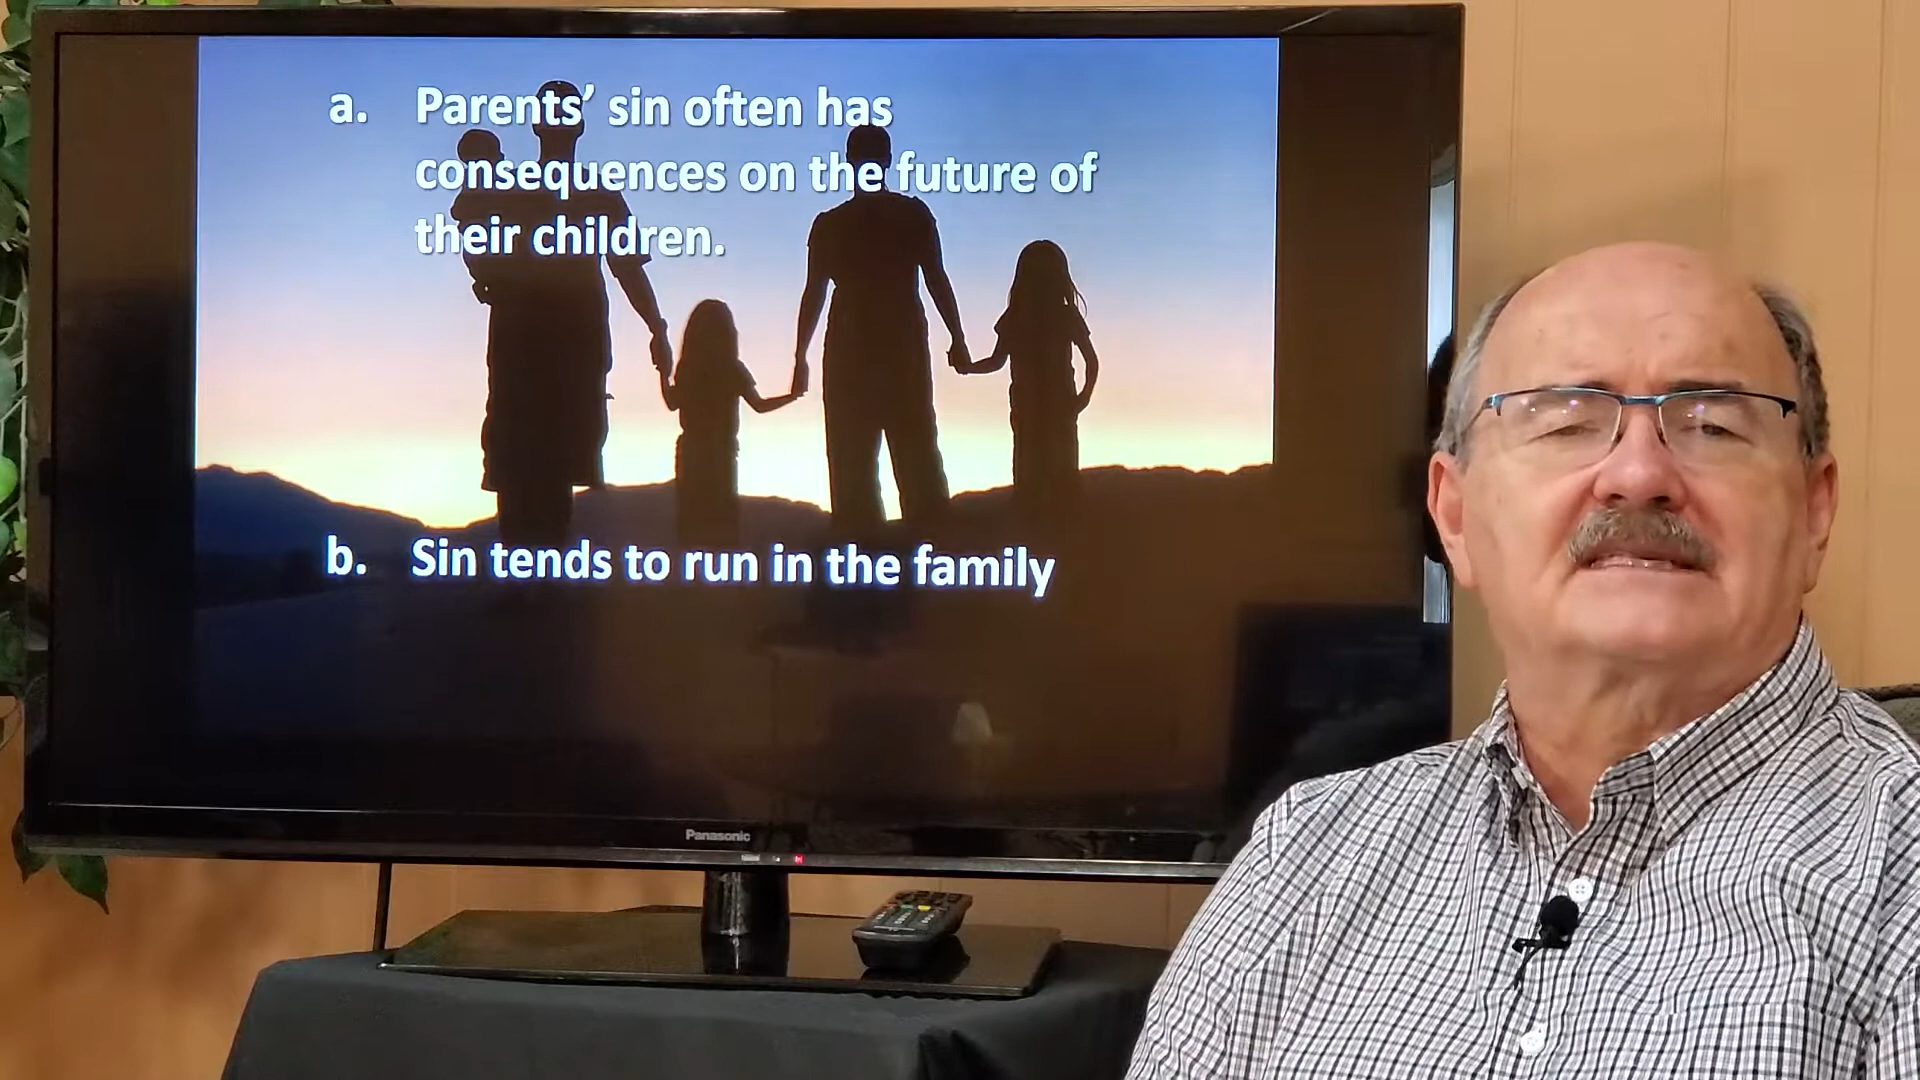 a. Parents’ sin often has
consequences on the future of
their children.
b. Sin tends to run in the family
Panasonic